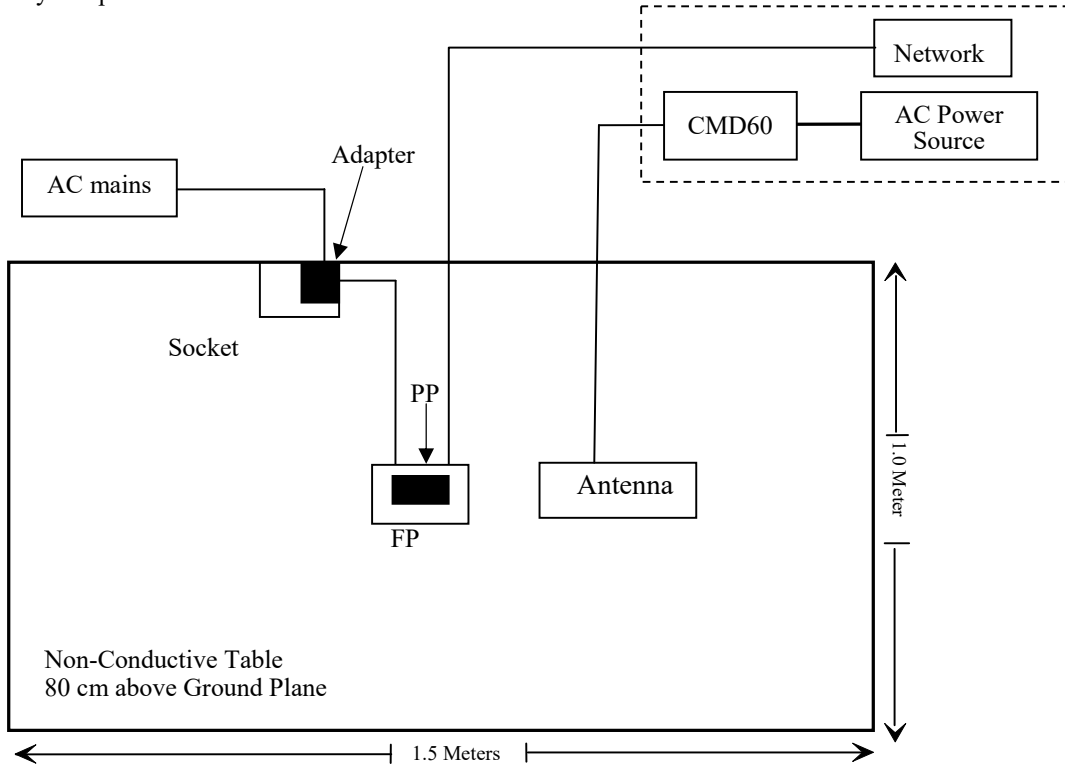 Network
CMD60
AC Power
Source
Adapter
AC mains
Socket
PP
Antenna
FP
1.0 Meter
Non-Conductive Table
80 cm above Ground Plane
1.5 Meters